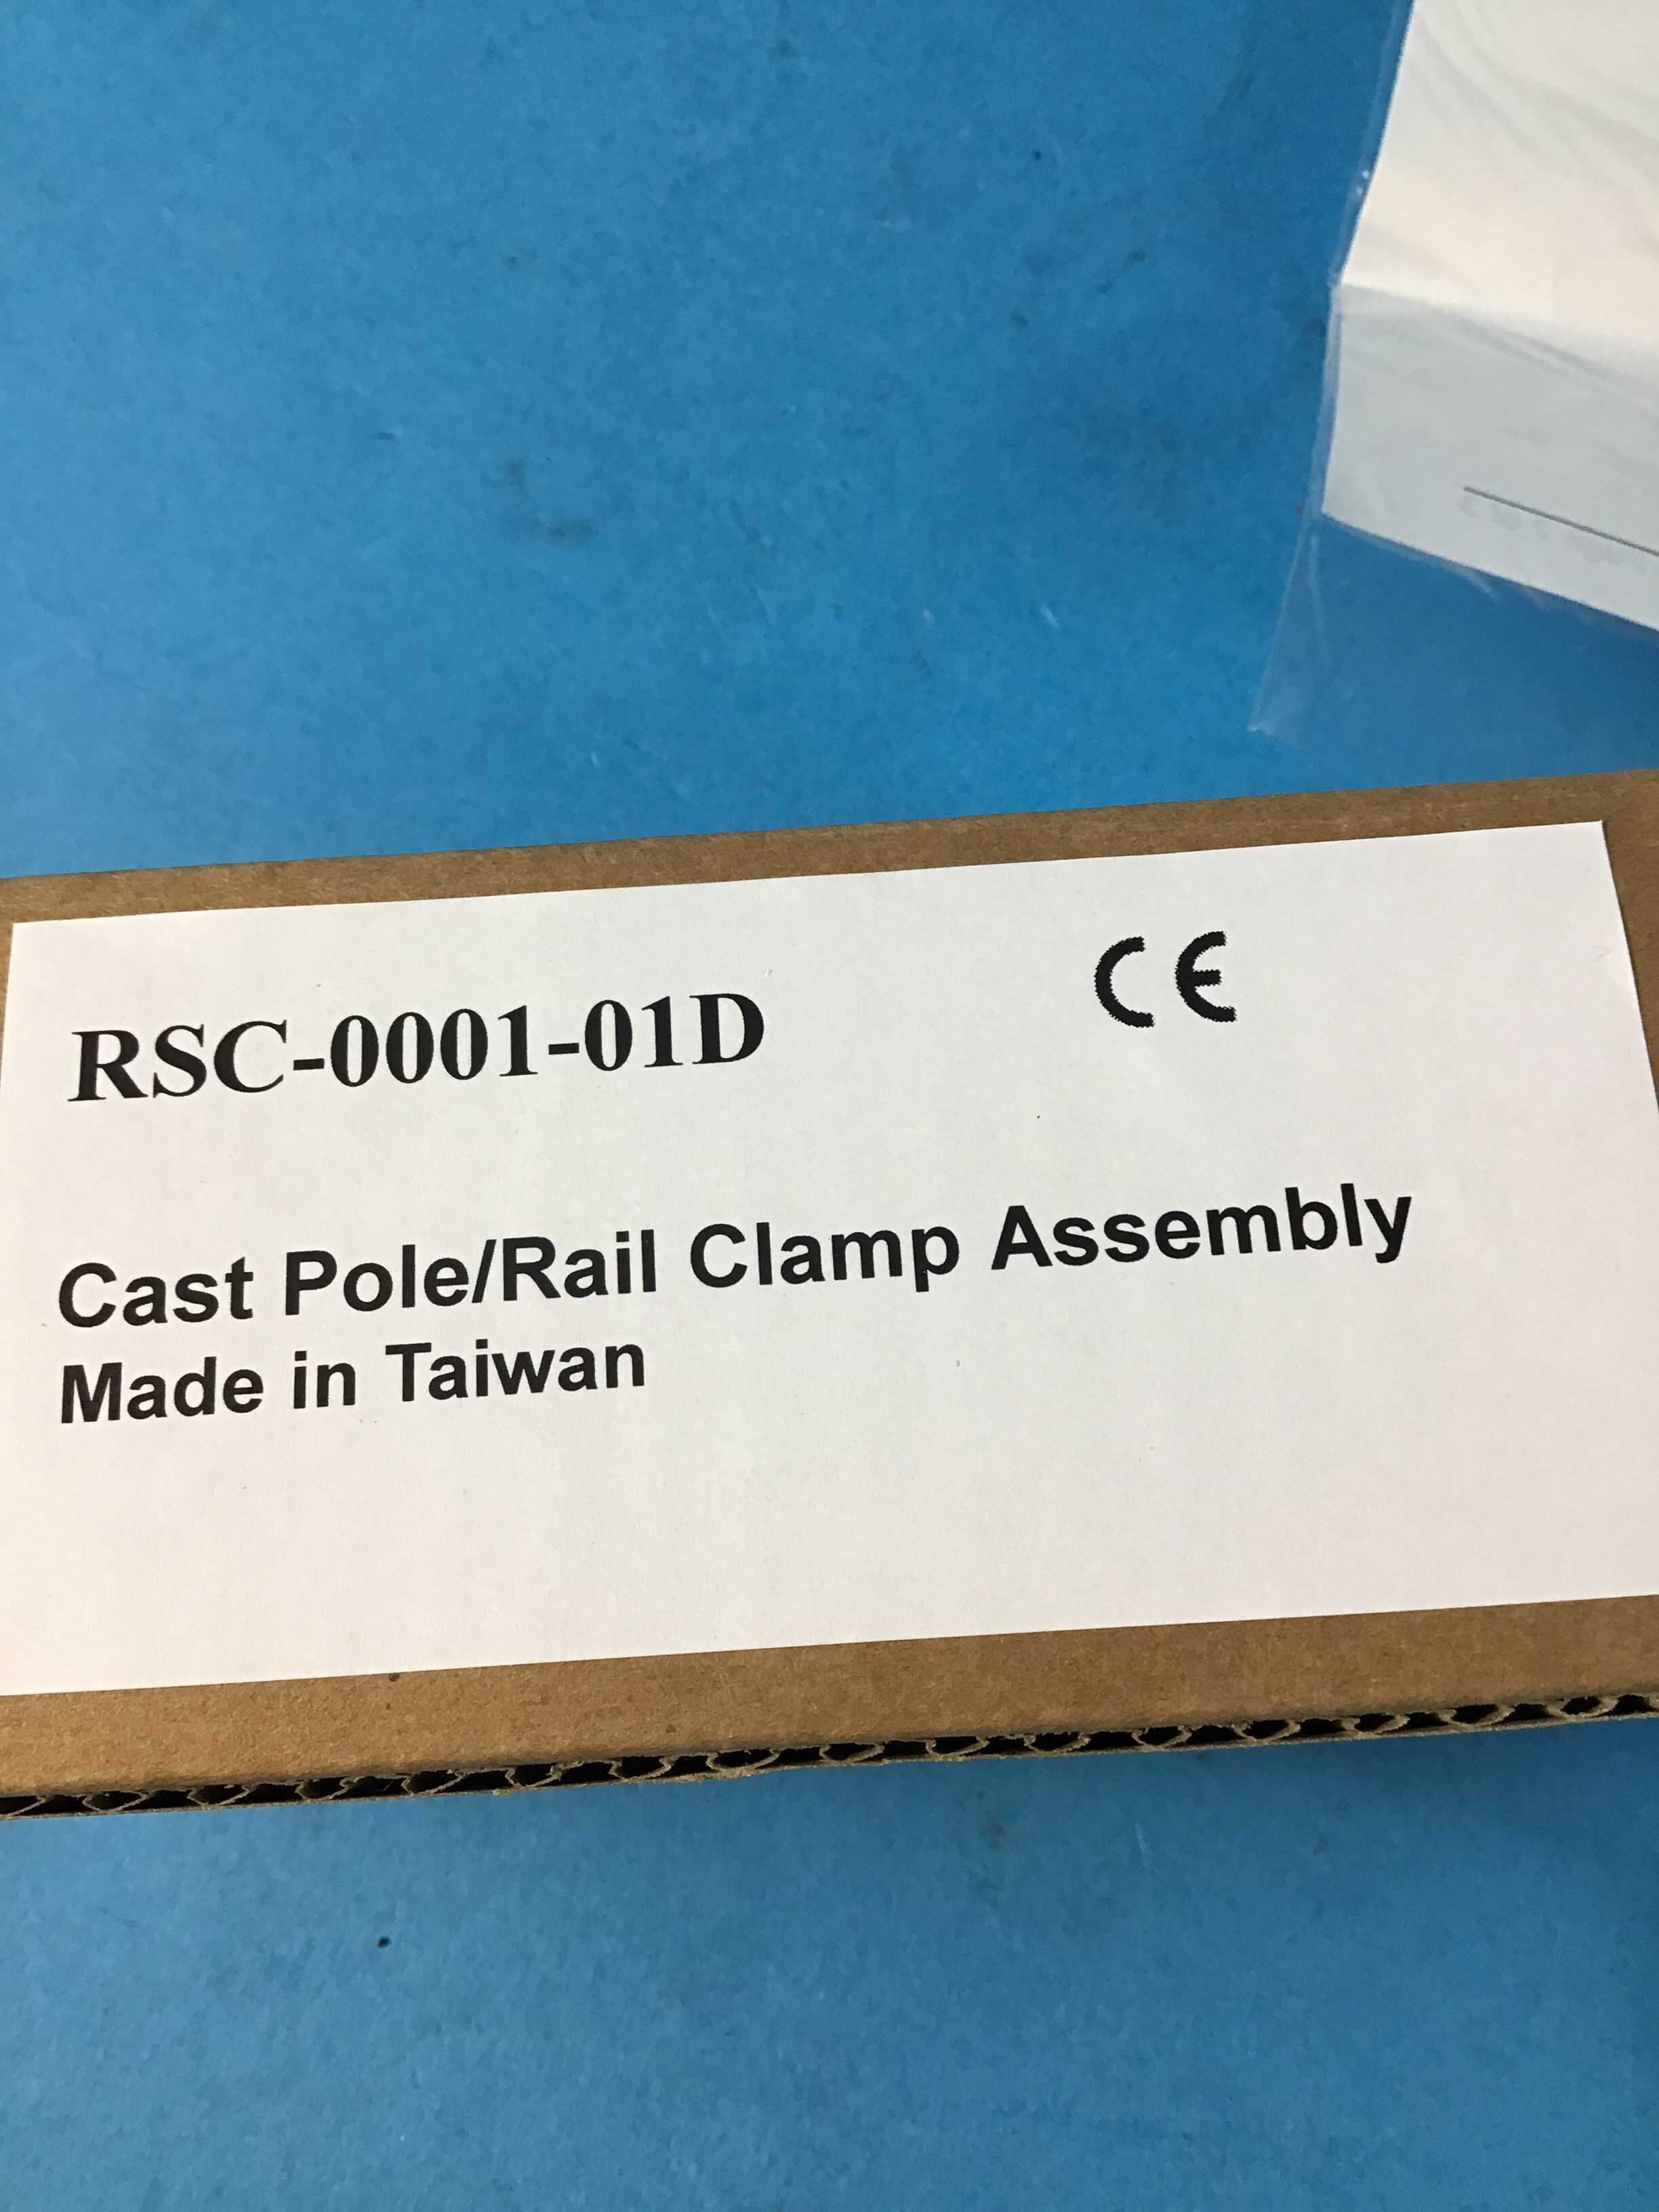 RSC-0001-01D CE
Cast Pole/Rail Clamp Assembly
Made in Taiwan